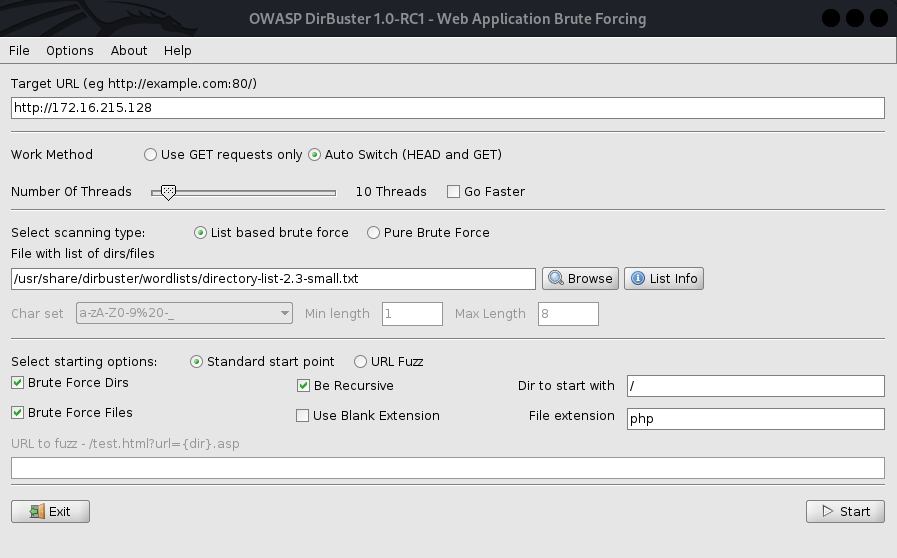 OWASP DirBuster 1.0-RC1 - Web Application Brute Forcing
File Options About Help
Target URL (eg http://example.com:80/)
http://172.16.215.128
Work Method Use GET requests only Auto Switch (HEAD and GET)
Number Of Threads 10 Threads Go Faster
Select scanning type: List based brute force Pure Brute Force
File with list of dirs/files
/usr/share/dirbuster/wordlists/directory-list-2.3-small.txt Browse List Info
Char set a-zA-Z0-9%20-_ Min length 1 Max Length 8
Select starting options: Standard start point URL Fuzz
Brute Force Dirs Be Recursive Dir to start with /
Brute Force Files Use Blank Extension File extension php
URL to fuzz - /test.html?url={dir}.asp
Exit Start